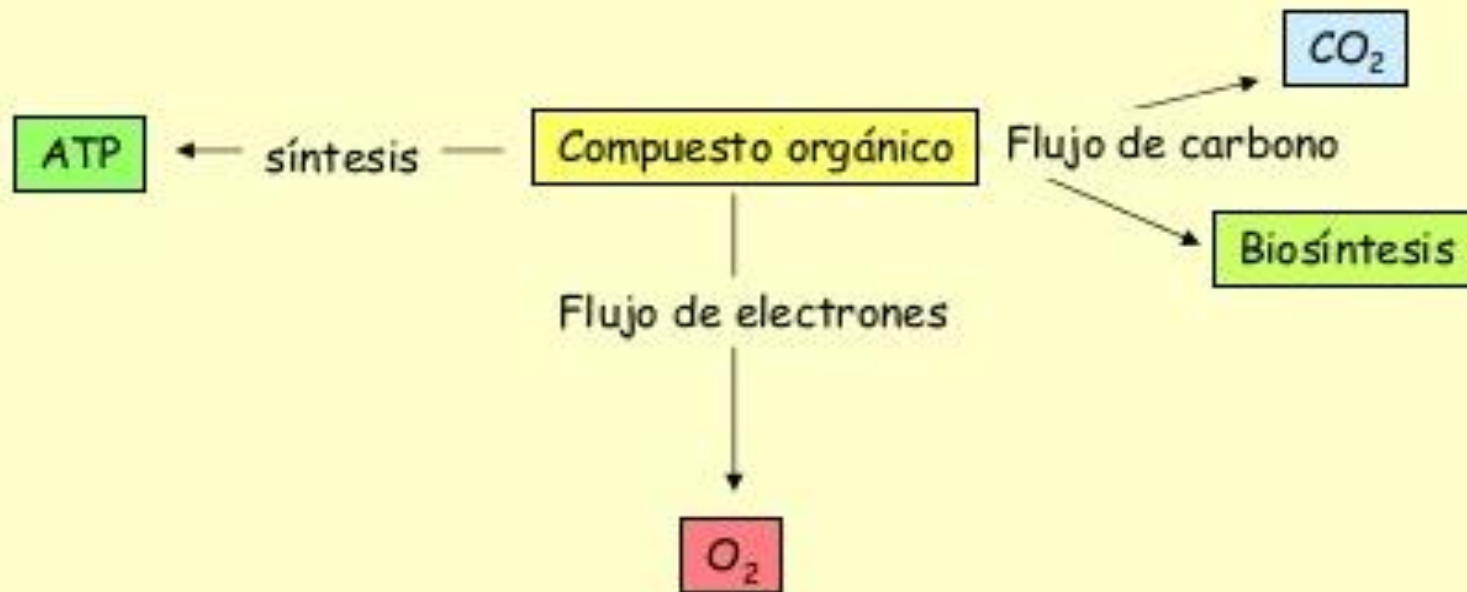 CO₂
ATP
síntesis
Compuesto orgánico
Flujo de carbono
Biosíntesis
Flujo de electrones
O₂